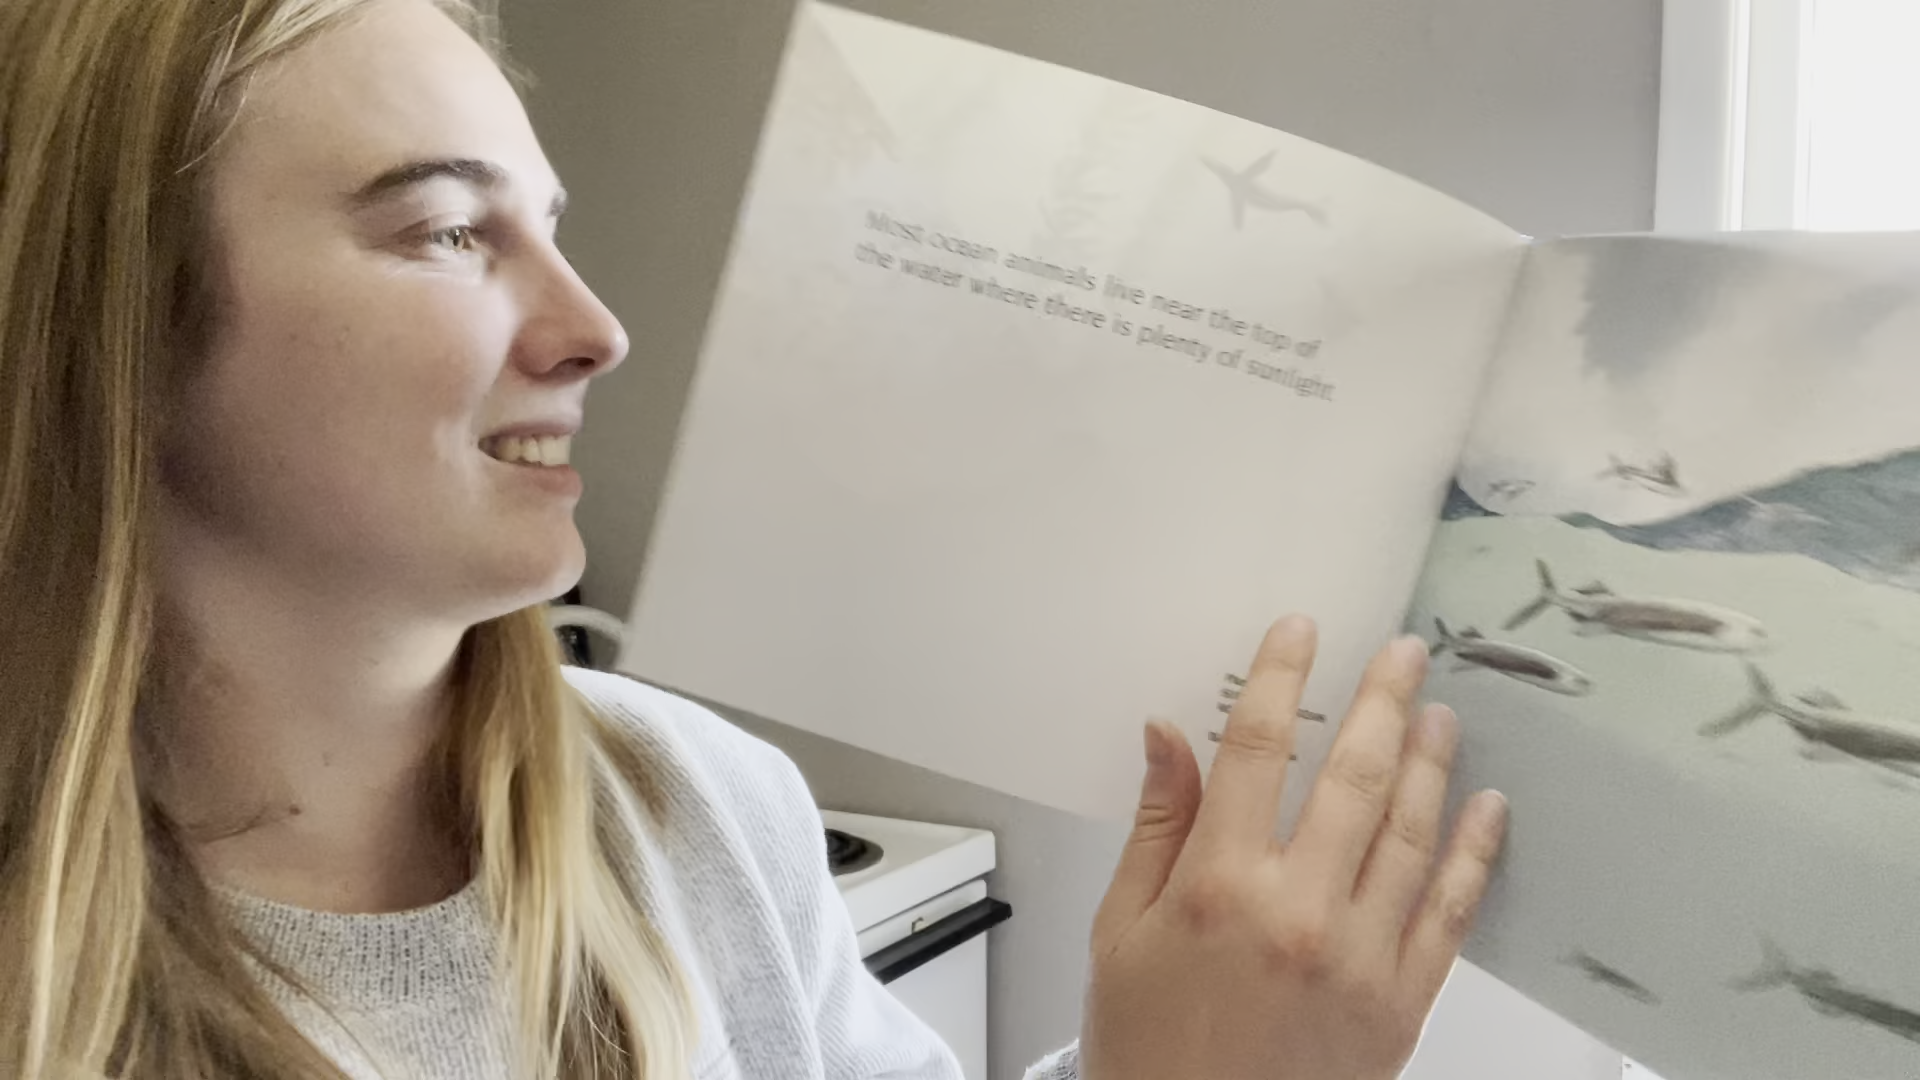 Most ocean animals live near the top of
the water where there is plenty of sunlight